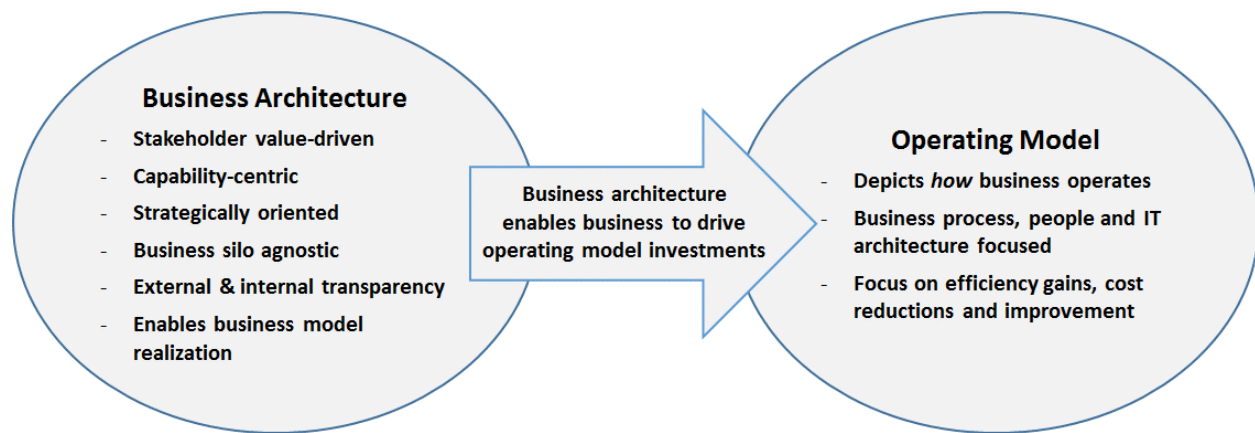 Business Architecture
- Stakeholder value-driven
- Capability-centric
- Strategically oriented
- Business silo agnostic
- External & internal transparency
- Enables business model
realization
Business architecture
enables business to drive
operating model investments
Operating Model
- Depicts how business operates
- Business process, people and IT
architecture focused
- Focus on efficiency gains, cost
reductions and improvement